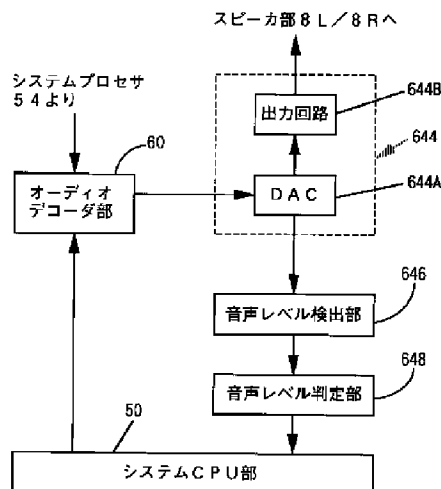 スピーカ部8L/8Rへ
システムプロセサ
54より
出力回路
644B
644
60
オーディオ
デコーダ部
DAC
644A
646
音声レベル検出部
648
音声レベル判定部
50
システムCPU部